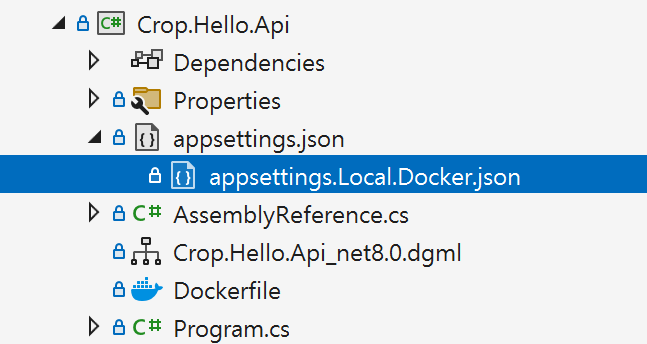 C# Crop.Hello.Api
Dependencies
Properties
{ } appsettings.json
{ } appsettings.Local.Docker.json
C# AssemblyReference.cs
Crop.Hello.Api_net8.0.dgml
Dockerfile
C# Program.cs